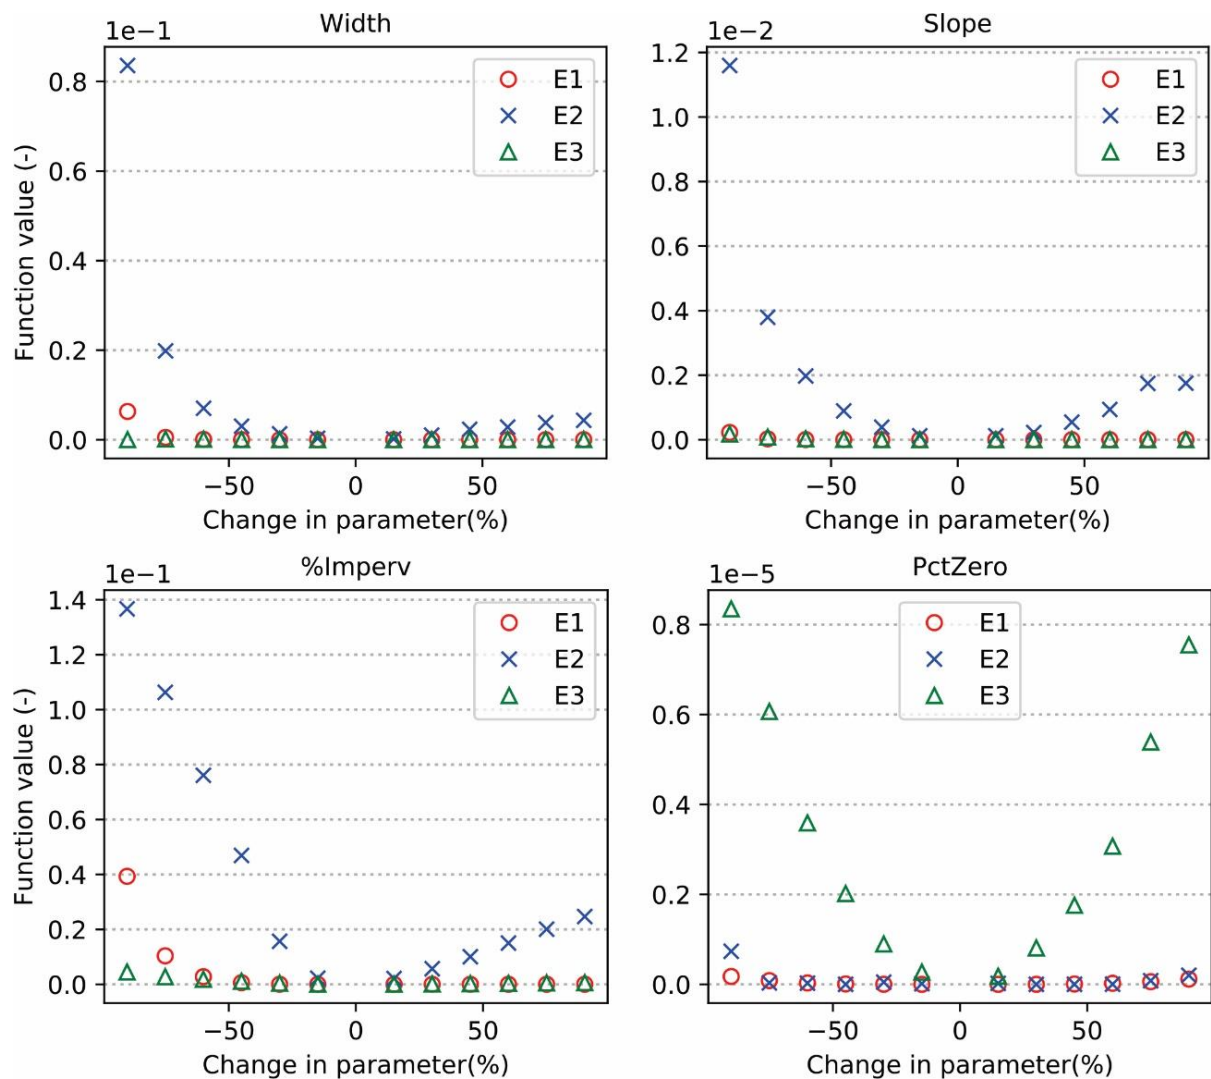 Width
1e−1
Function value (-)
0.8
0.6
0.4
0.2
0.0
E1
E2
E3
−50
0
50
Change in parameter(%)
Slope
1e−2
1.2
1.0
0.8
0.6
0.4
0.2
0.0
E1
E2
E3
−50
0
50
Change in parameter(%)
%Imperv
1e−1
Function value (-)
1.4
1.2
1.0
0.8
0.6
0.4
0.2
0.0
E1
E2
E3
−50
0
50
Change in parameter(%)
PctZero
1e−5
0.8
0.6
0.4
0.2
0.0
E1
E2
E3
−50
0
50
Change in parameter(%)